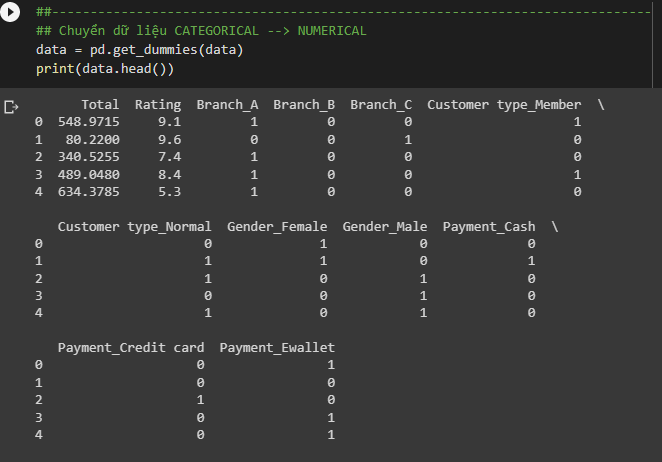 ##-------------------------------------------------------------------------------
## Chuyển dữ liệu CATEGORICAL --> NUMERICAL
data = pd.get_dummies(data)
print(data.head())
Total Rating Branch_A Branch_B Branch_C Customer type_Member \
0 548.9715 9.1 1 0 0 1
1 80.2200 9.6 0 0 1 0
2 340.5255 7.4 1 0 0 0
3 489.0480 8.4 1 0 0 1
4 634.3785 5.3 1 0 0 0
Customer type_Normal Gender_Female Gender_Male Payment_Cash \
0 0 1 0 0
1 1 1 0 1
2 1 0 1 0
3 0 0 1 0
4 1 0 1 0
Payment_Credit card Payment_Ewallet
0 0 1
1 0 0
2 1 0
3 0 1
4 0 1